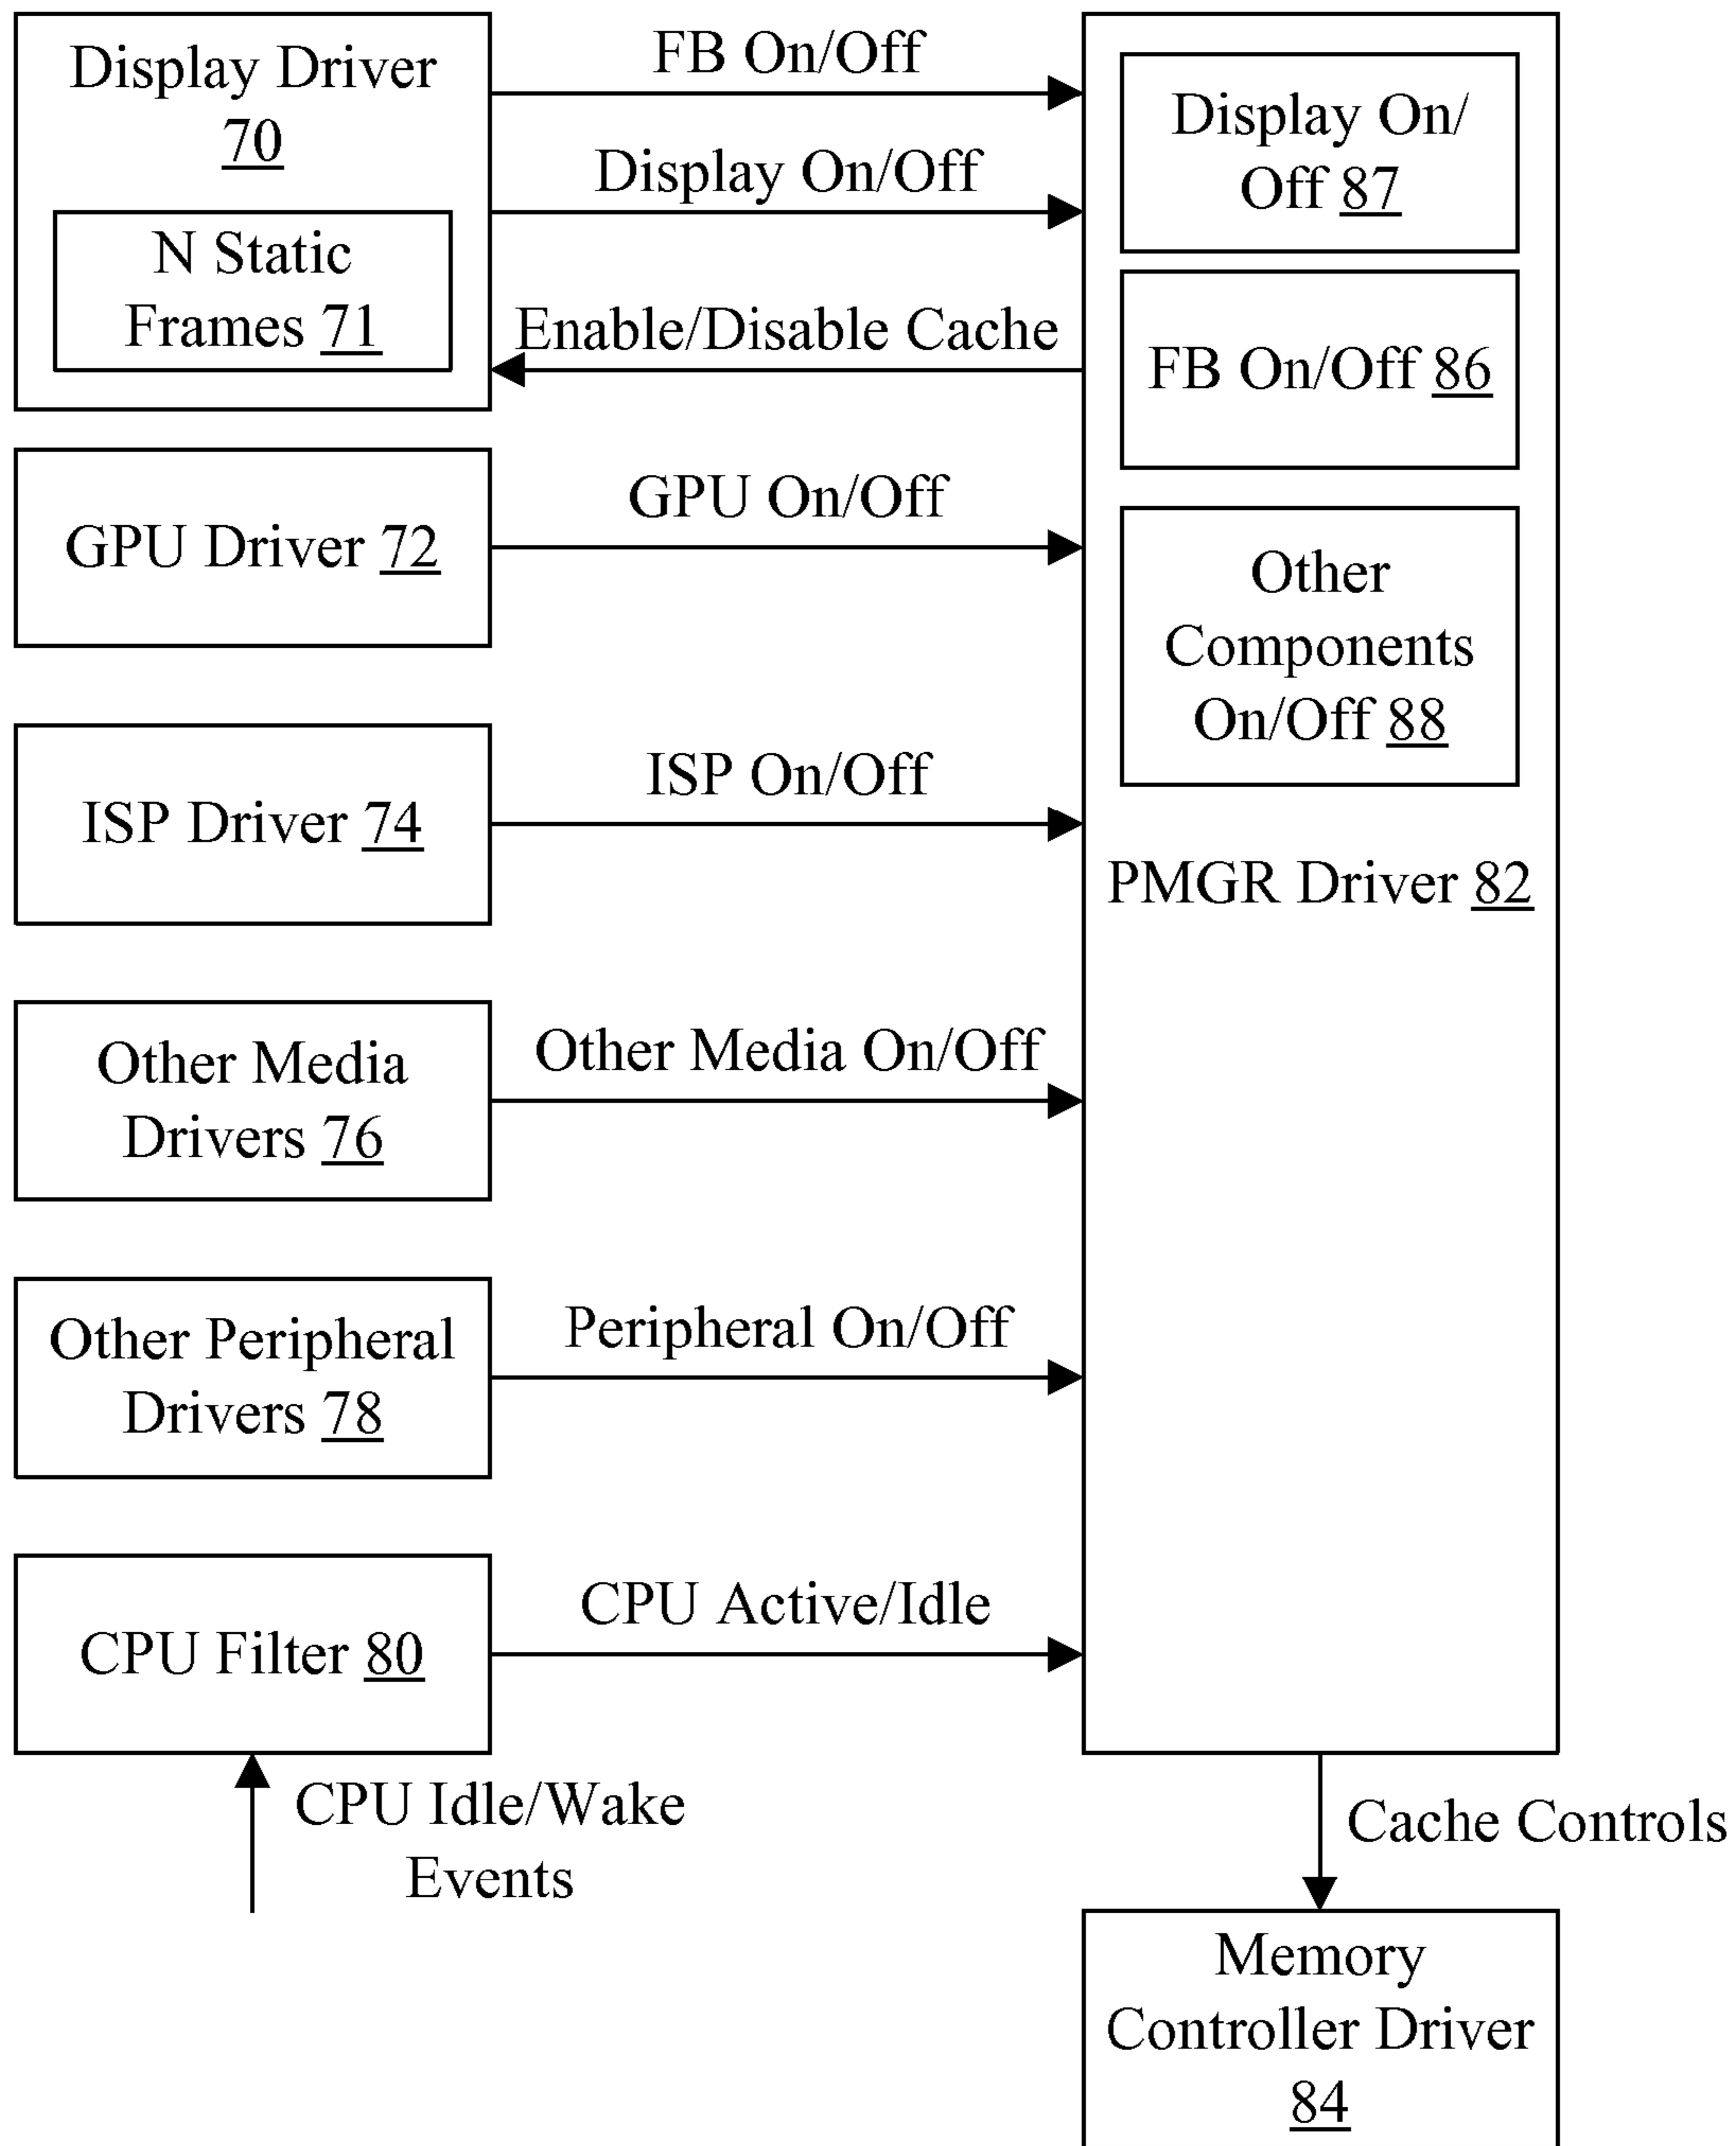 Display Driver
70
N Static
Frames 71
FB On/Off
Display On/Off
Enable/Disable Cache
Display On/
Off 87
FB On/Off 86
Other
Components
On/Off 88
PMGR Driver 82
GPU Driver 72
GPU On/Off
ISP Driver 74
ISP On/Off
Other Media
Drivers 76
Other Media On/Off
Other Peripheral
Drivers 78
Peripheral On/Off
CPU Filter 80
CPU Active/Idle
CPU Idle/Wake
Events
Cache Controls
Memory
Controller Driver
84